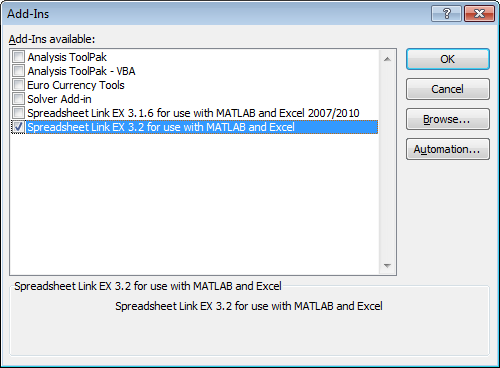 Add-Ins
Add-Ins available:
Analysis ToolPak
Analysis ToolPak - VBA
Euro Currency Tools
Solver Add-in
Spreadsheet Link EX 3.1.6 for use with MATLAB and Excel 2007/2010
Spreadsheet Link EX 3.2 for use with MATLAB and Excel
OK
Cancel
Browse...
Automation...
Spreadsheet Link EX 3.2 for use with MATLAB and Excel
Spreadsheet Link EX 3.2 for use with MATLAB and Excel